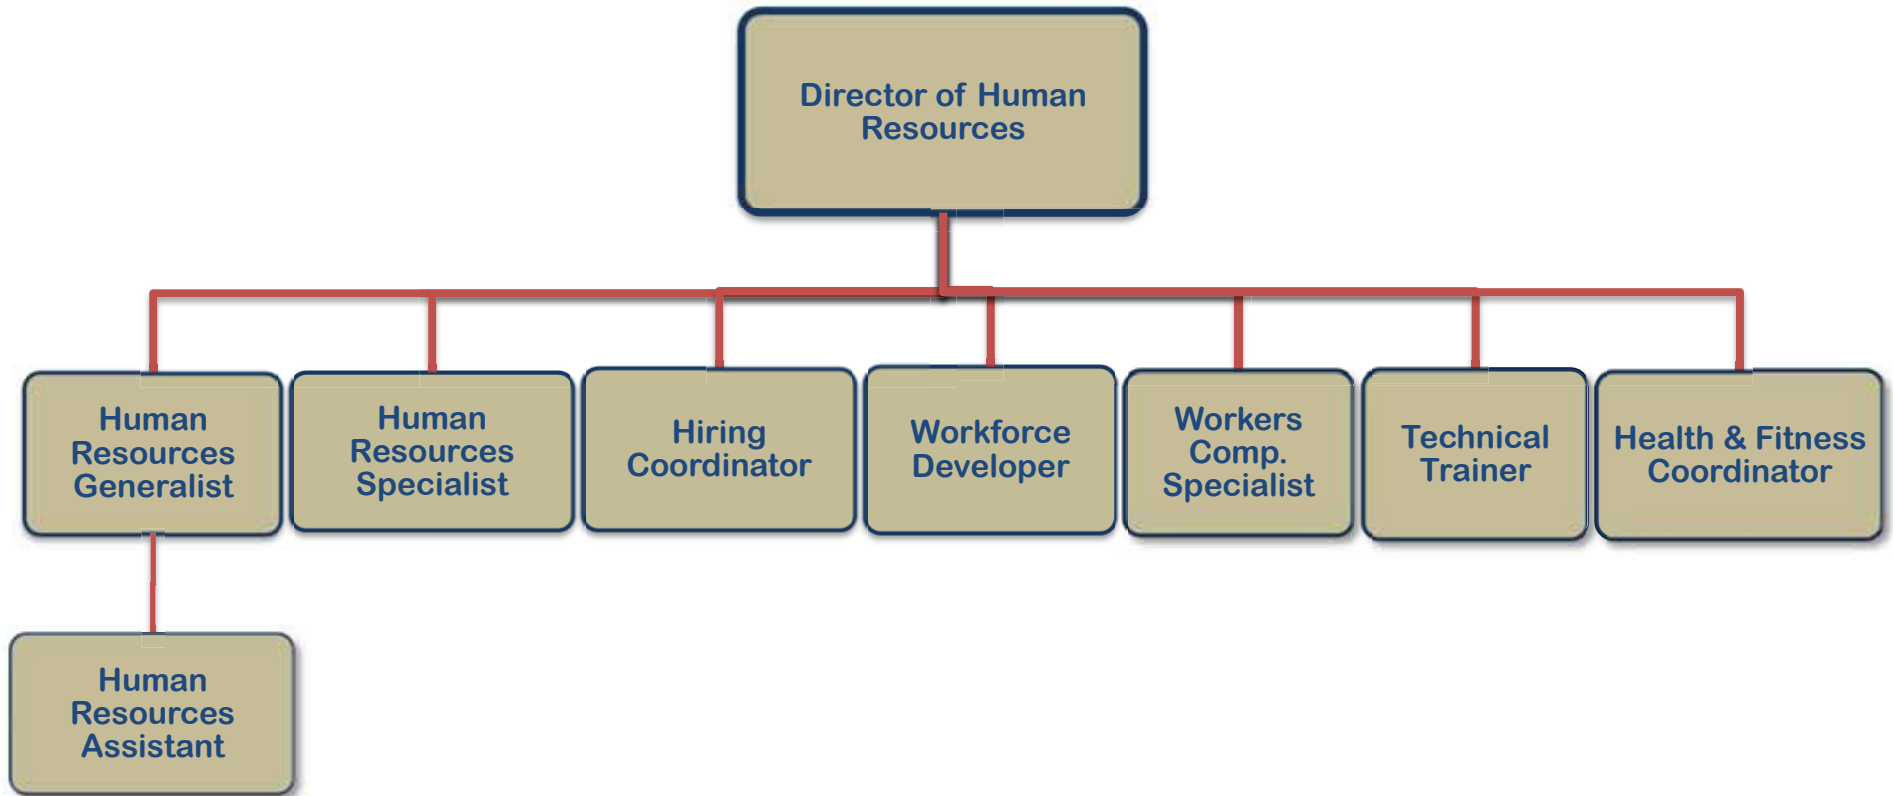 Director of Human
Resources
Human
Resources
Generalist
Human
Resources
Specialist
Hiring
Coordinator
Workforce
Developer
Workers
Comp.
Specialist
Technical
Trainer
Health & Fitness
Coordinator
Human
Resources
Assistant